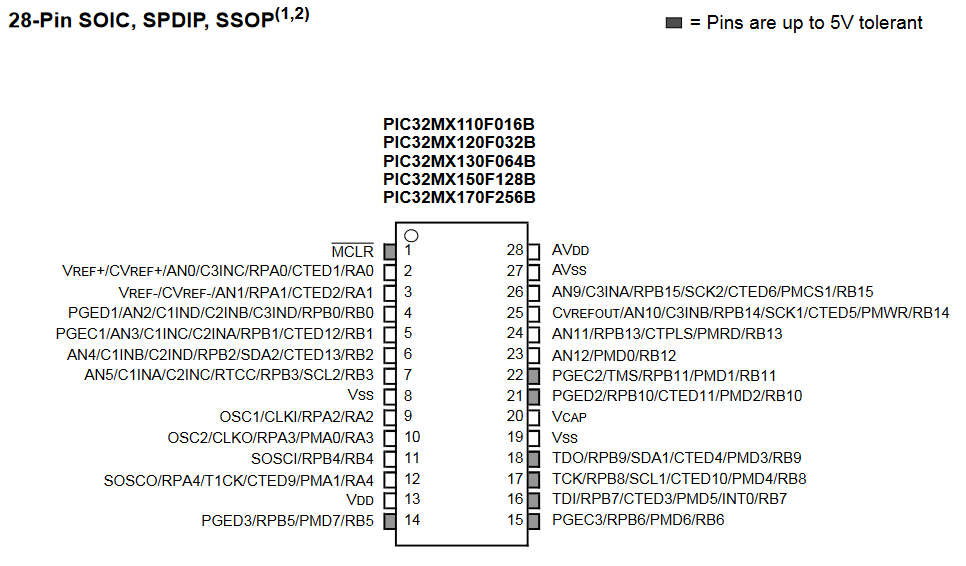 28-Pin SOIC, SPDIP, SSOP(1,2)
= Pins are up to 5V tolerant
PIC32MX110F016B
PIC32MX120F032B
PIC32MX130F064B
PIC32MX150F128B
PIC32MX170F256B
MCLR 1 28 AVDD
VREF+/CVREF+/AN0/C3INC/RPA0/CTED1/RA0 2 27 AVSS
VREF-/CVREF-/AN1/RPA1/CTED2/RA1 3 26 AN9/C3INA/RPB15/SCK2/CTED6/PMCS1/RB15
PGED1/AN2/C1IND/C2INB/C3IND/RPB0/RB0 4 25 CVREFOUT/AN10/C3INB/RPB14/SCK1/CTED5/PMWR/RB14
PGEC1/AN3/C1INC/C2INA/RPB1/CTED12/RB1 5 24 AN11/RPB13/CTPLS/PMRD/RB13
AN4/C1INB/C2IND/RPB2/SDA2/CTED13/RB2 6 23 AN12/PMD0/RB12
AN5/C1INA/C2INC/RTCC/RPB3/SCL2/RB3 7 22 PGEC2/TMS/RPB11/PMD1/RB11
VSS 8 21 PGED2/RPB10/CTED11/PMD2/RB10
OSC1/CLKI/RPA2/RA2 9 20 VCAP
OSC2/CLKO/RPA3/PMA0/RA3 10 19 VSS
SOSCI/RPB4/RB4 11 18 TDO/RPB9/SDA1/CTED4/PMD3/RB9
SOSCO/RPA4/T1CK/CTED9/PMA1/RA4 12 17 TCK/RPB8/SCL1/CTED10/PMD4/RB8
VDD 13 16 TDI/RPB7/CTED3/PMD5/INT0/RB7
PGED3/RPB5/PMD7/RB5 14 15 PGEC3/RPB6/PMD6/RB6